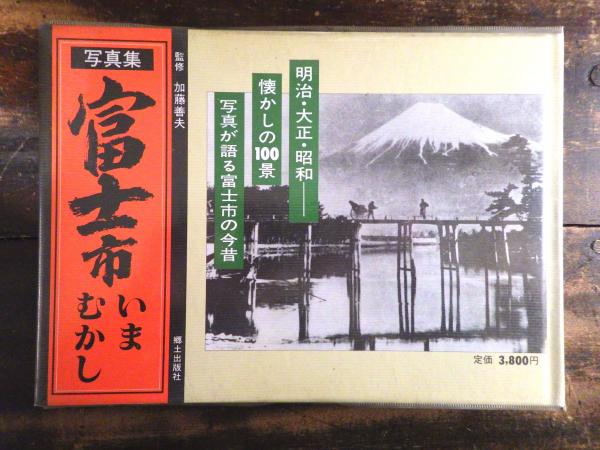 写真集
富士市
いま
むかし
監修 加藤善夫
郷土出版社
明治・大正・昭和――
懐かしの100景
写真が語る富士市の今昔
定価 3,800円